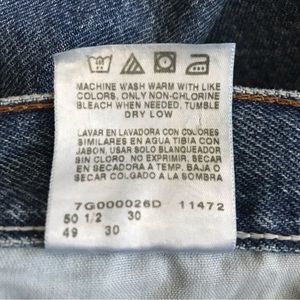 MACHINE WASH WARM WITH LIKE
COLORS. ONLY NON-CHLORINE
BLEACH WHEN NEEDED. TUMBLE
DRY LOW
LAVAR EN LAVADORA CON COLORES
SIMILARES EN AGUA TIBIA CON
JABON. USAR SOLO BLANQUEADOR
SIN CLORO NO EXPRIMIR. SECAR
EN SECADORA A TEMP. BAJA O
SECAR COLGADO A LA SOMBRA
7G000026D 11472
50 1/2 30
49 30